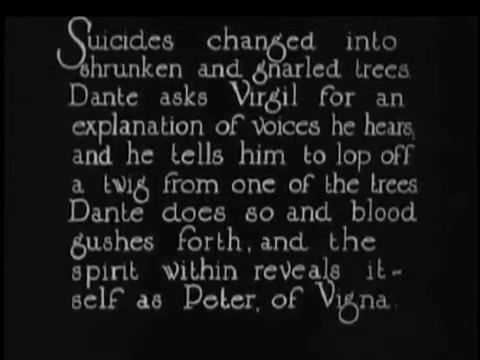 Suicides changed into
shrunken and gnarled trees.
Dante asks Virgil for an
explanation of voices he hears,
and he tells him to lop off
a twig from one of the trees
Dante does so and blood
gushes forth, and the
spirit within reveals it-
self as Peter, of Vigna.